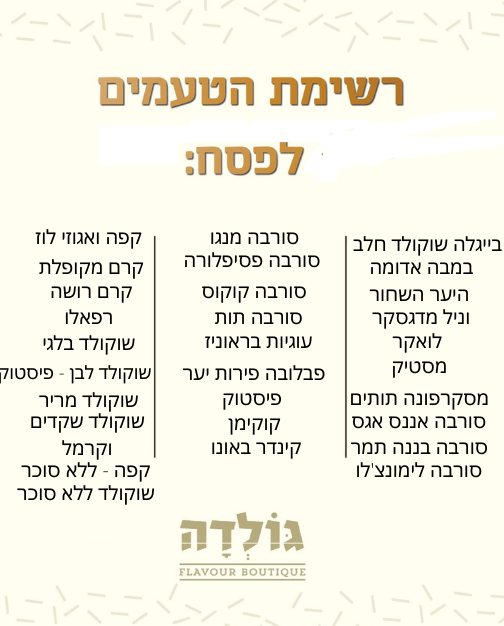 רשימת הטעמים
לפסח:
בייגלה שוקולד חלב
במבה אדומה
היער השחור
וניל מדגסקר
לואקר
מסטיק
מסקרפונה תותים
סורבה אננס אגס
סורבה בננה תמר
סורבה לימונצ'לו
סורבה מנגו
סורבה פסיפלורה
סורבה קוקוס
סורבה תות
עוגיות בראוניז
פבלובה פירות יער
פיסטוק
קוקימן
קינדר באונו
קפה ואגוזי לוז
קרם מקופלת
קרם רושה
רפאלו
שוקולד בלגי
שוקולד לבן - פיסטוק
שוקולד מריר
שוקולד שקדים
וקרמל
קפה - ללא סוכר
שוקולד ללא סוכר
גּוֹלְדָה
FLAVOUR BOUTIQUE